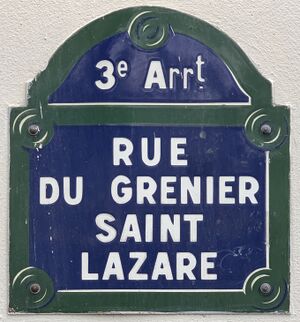 3e Arrt
RUE
DU GRENIER
SAINT
LAZARE